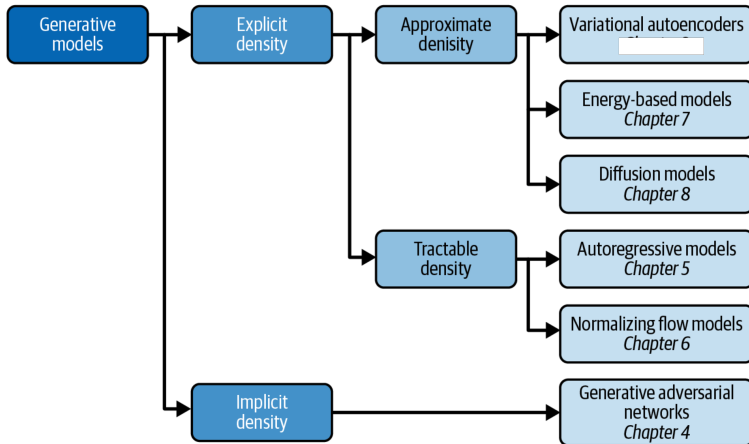 Generative
models
Explicit
density
Approximate
denisity
Variational autoencoders
Energy-based models
Chapter 7
Diffusion models
Chapter 8
Tractable
density
Autoregressive models
Chapter 5
Normalizing flow models
Chapter 6
Implicit
density
Generative adversarial
networks
Chapter 4